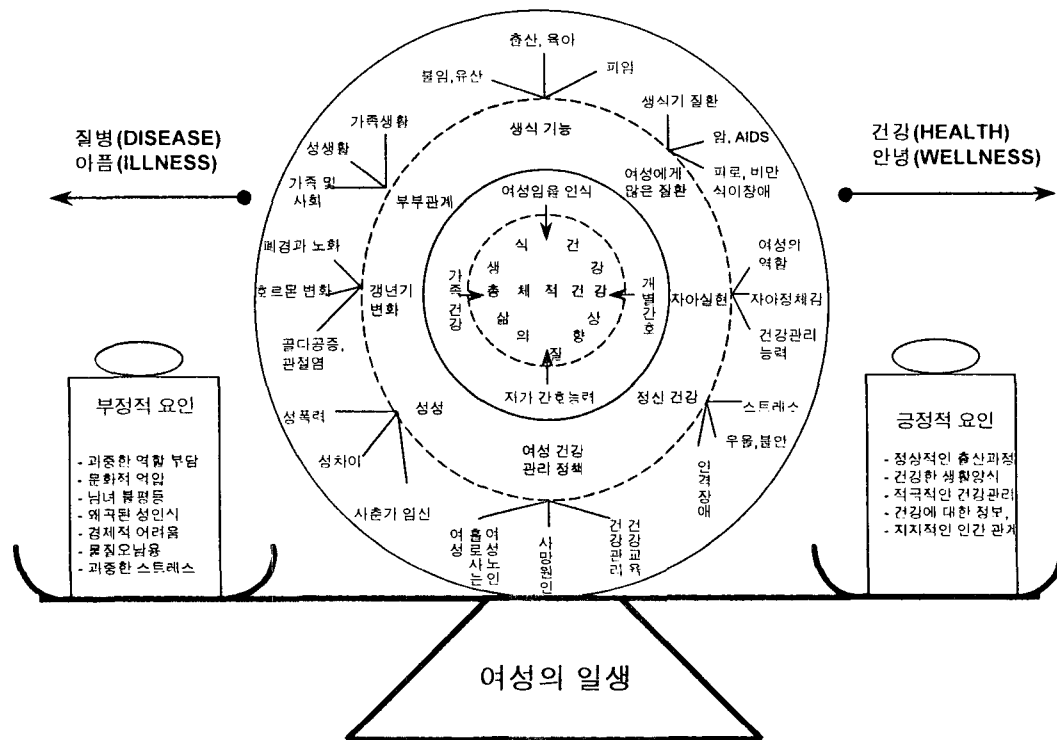 출산, 육아
불임,유산
피임
생식기 질환
가족생활
생식 기능
암, AIDS
질병(DISEASE)
아픔(ILLNESS)
건강(HEALTH)
안녕(WELLNESS)
성생활
여성에게
많은 질환
피로, 비만
식이장애
가족 및
사회
부부관계
여성임을 인식
폐경과 노화
여성의
역할
호르몬 변화
갱년기
변화
가족건강
총체적건강
생식건강
삶의질향상
개별간호
자아실현
자아정체감
골다공증,
관절염
건강관리
능력
자가 간호능력
정신 건강
스트레스
성폭력
성성
우울,불안
성차이
여성 건강
관리 정책
인격장애
사춘기 임신
여성노인
홀로사는
여성
사망원인
건강교육
건강관리
부정적 요인
- 과중한 역할 부담
- 문화적 억압
- 남녀 불평등
- 왜곡된 성인식
- 경제적 어려움
- 물질오남용
- 과중한 스트레스
긍정적 요인
- 정상적인 출산과정
- 건강한 생활양식
- 적극적인 건강관리
- 건강에 대한 정보,
- 지지적인 인간 관계
여성의 일생